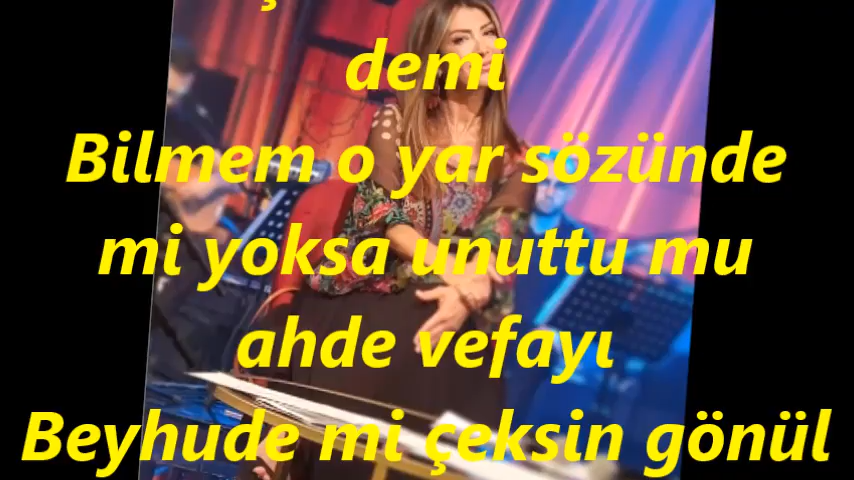 demi
Bilmem o yar sözünde
mi yoksa unuttu mu
ahde vefayı
Beyhude mi çeksin gönül